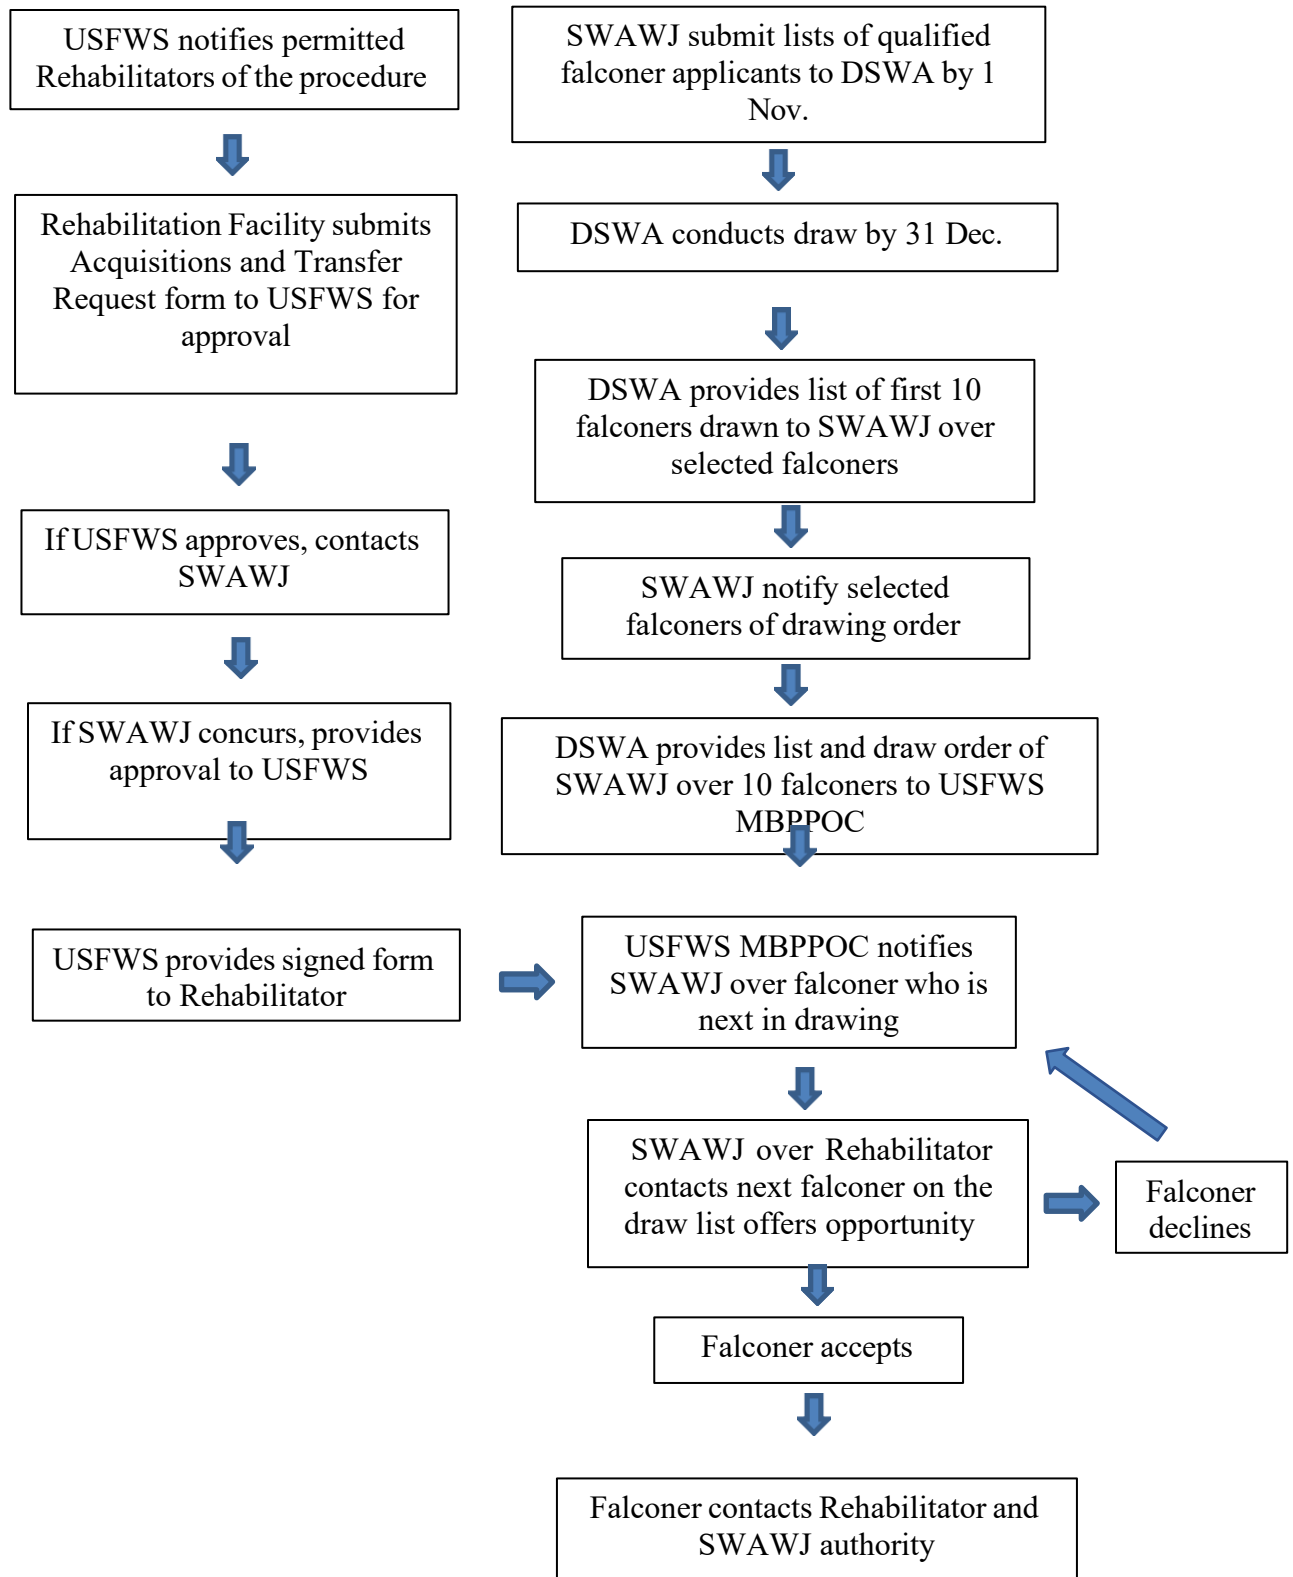 USFWS notifies permitted
Rehabilitators of the procedure
Rehabilitation Facility submits
Acquisitions and Transfer
Request form to USFWS for
approval
If USFWS approves, contacts
SWAWJ
If SWAWJ concurs, provides
approval to USFWS
USFWS provides signed form
to Rehabilitator
SWAWJ submit lists of qualified
falconer applicants to DSWA by 1
Nov.
DSWA conducts draw by 31 Dec.
DSWA provides list of first 10
falconers drawn to SWAWJ over
selected falconers
SWAWJ notify selected
falconers of drawing order
DSWA provides list and draw order of
SWAWJ over 10 falconers to USFWS
MBPPOC
USFWS MBPPOC notifies
SWAWJ over falconer who is
next in drawing
SWAWJ over Rehabilitator
contacts next falconer on the
draw list offers opportunity
Falconer
declines
Falconer accepts
Falconer contacts Rehabilitator and
SWAWJ authority